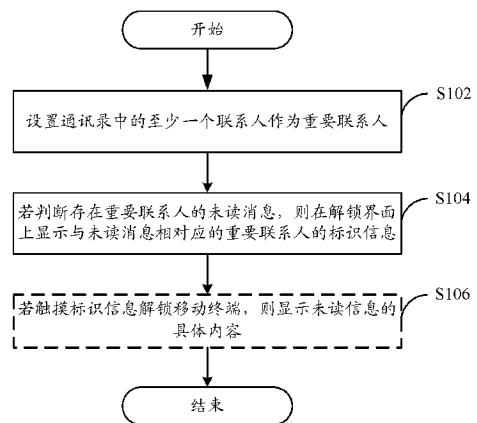 开始
S102
设置通讯录中的至少一个联系人作为重要联系人
S104
若判断存在重要联系人的未读消息，则在解锁界面
上显示与未读消息相对应的重要联系人的标识信息
S106
若触摸标识信息解锁移动终端，则显示未读信息的
具体内容
结束